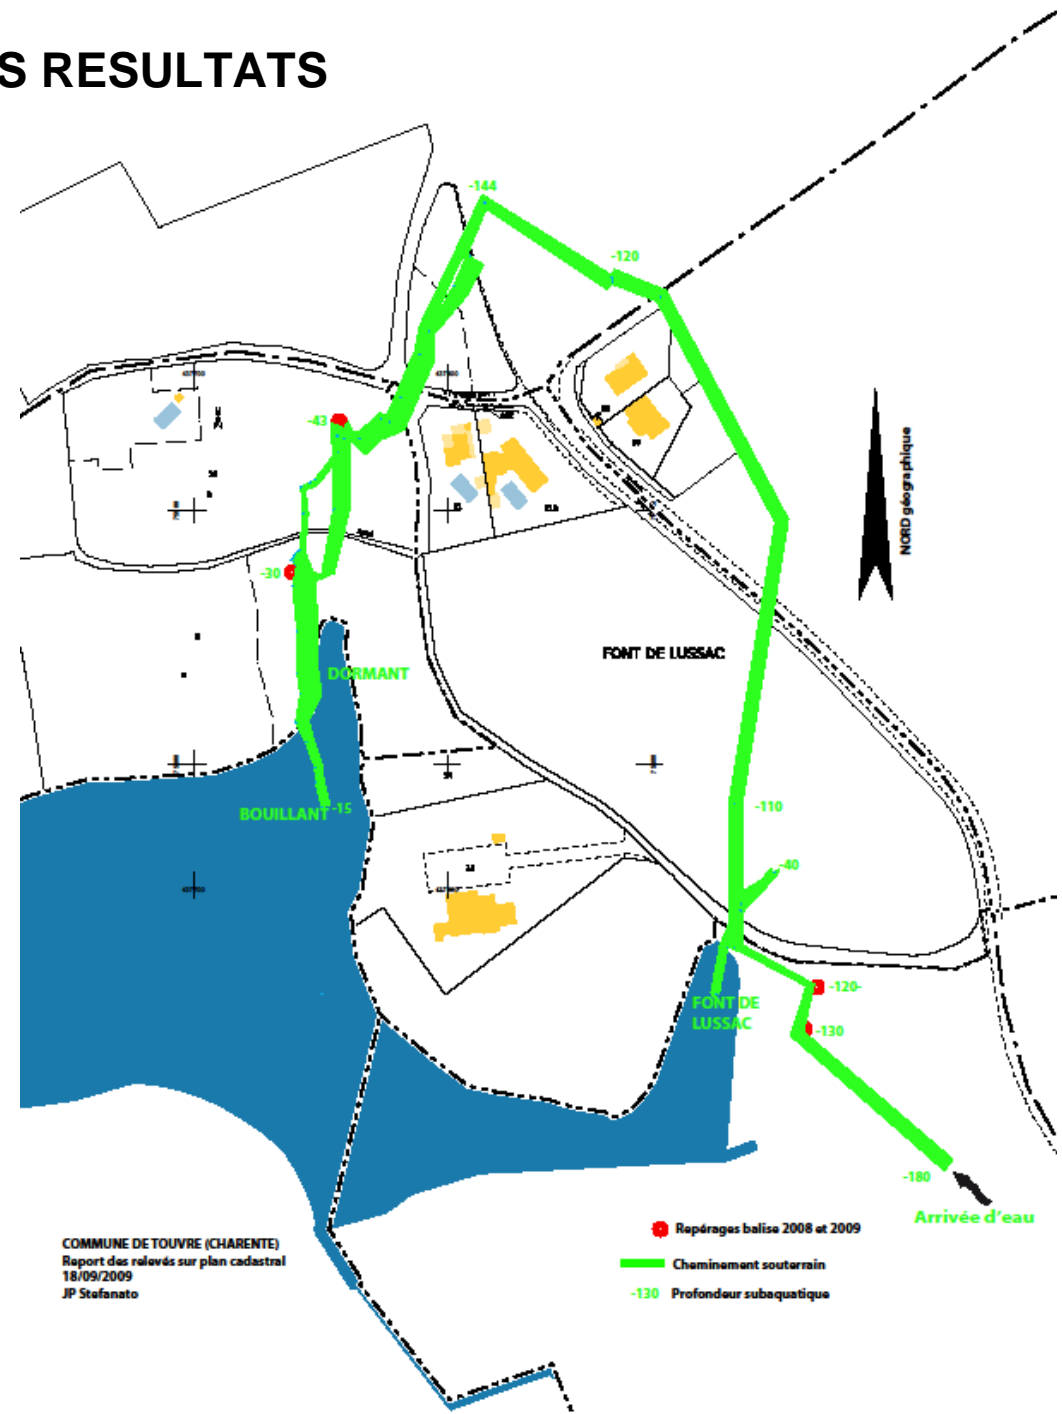 S RESULTATS
-144
-120
-43
-30
NORD géographique
FONT DE LUSSAC
DORMANT
BOUILLANT
-15
-110
-40
FONT DE
LUSSAC
-120-
-130
-180
Arrivée d'eau
Repérages balise 2008 et 2009
Cheminement souterrain
-130 Profondeur subaquatique
COMMUNE DE TOUVRE (CHARENTE)
Report des relevés sur plan cadastral
18/09/2009
JP Stefanato